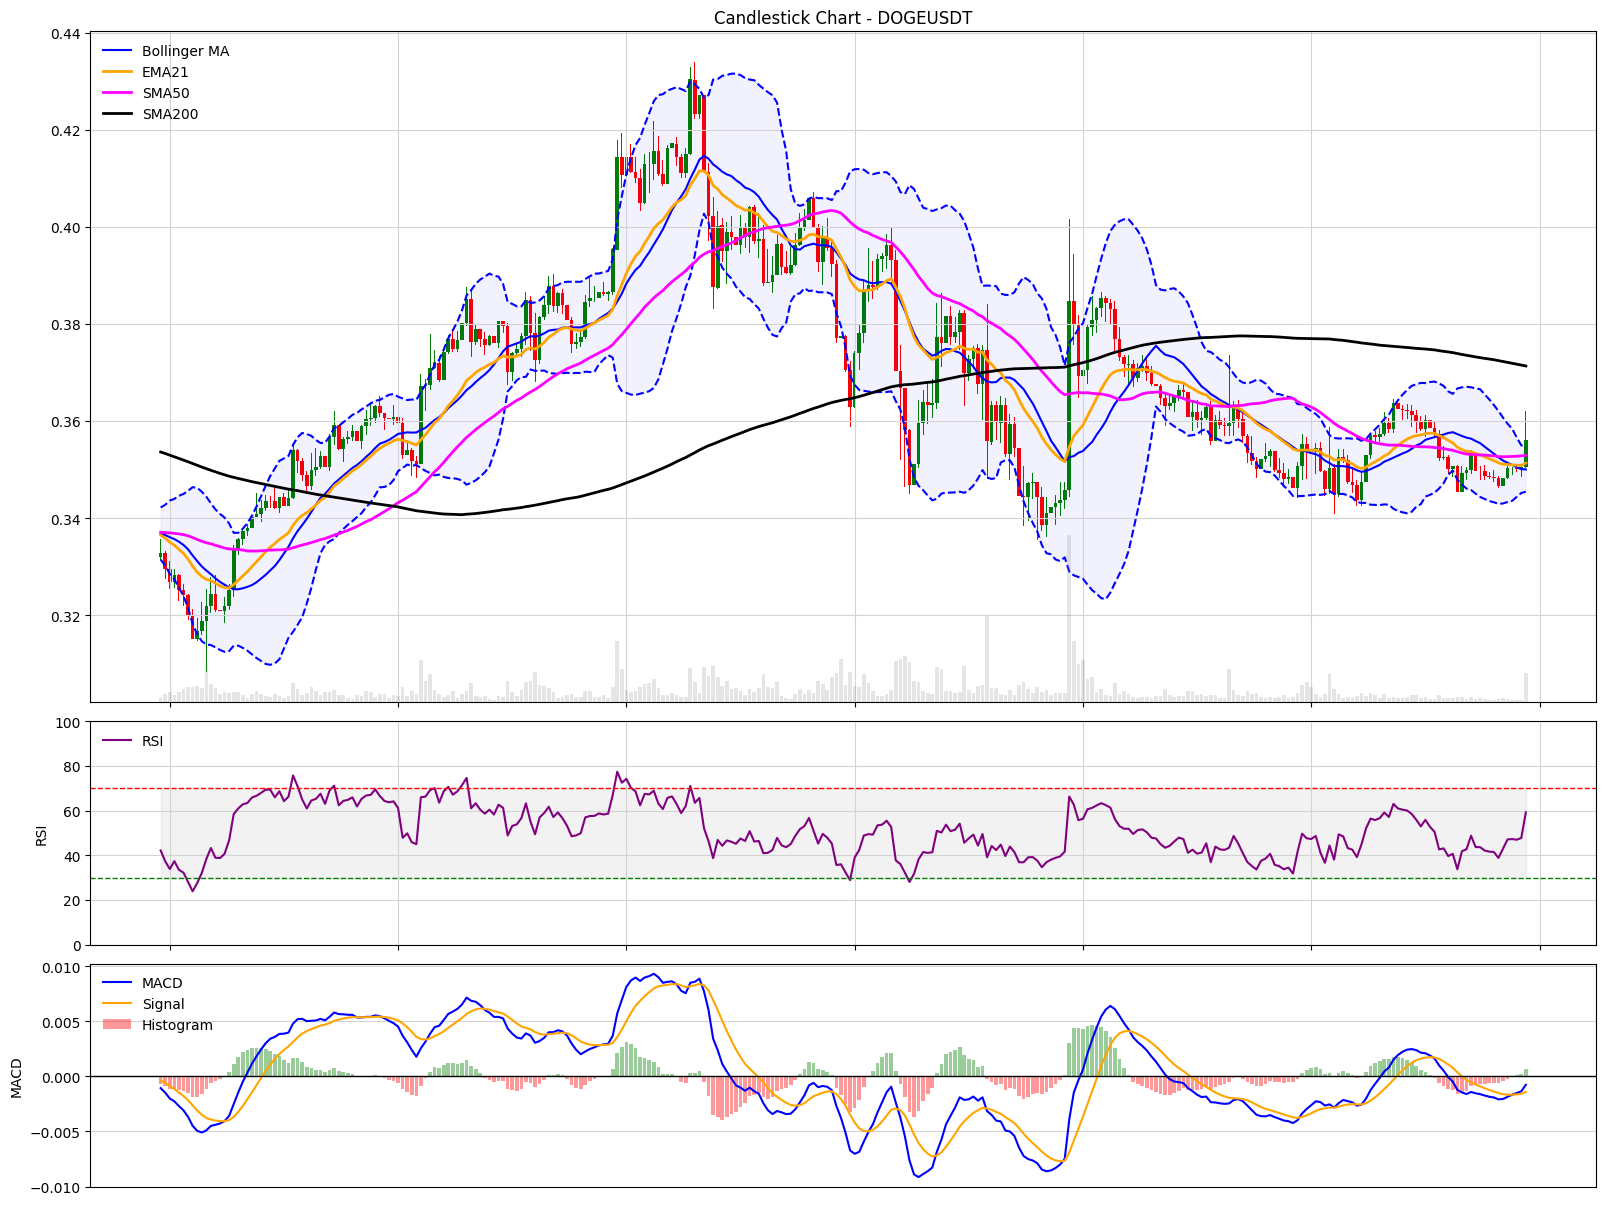 Candlestick Chart - DOGEUSDT
0.44
0.42
0.40
0.38
0.36
0.34
0.32
Bollinger MA
EMA21
SMA50
SMA200
100
80
60
40
20
0
RSI
RSI
0.010
0.005
0.000
−0.005
−0.010
MACD
MACD
Signal
Histogram